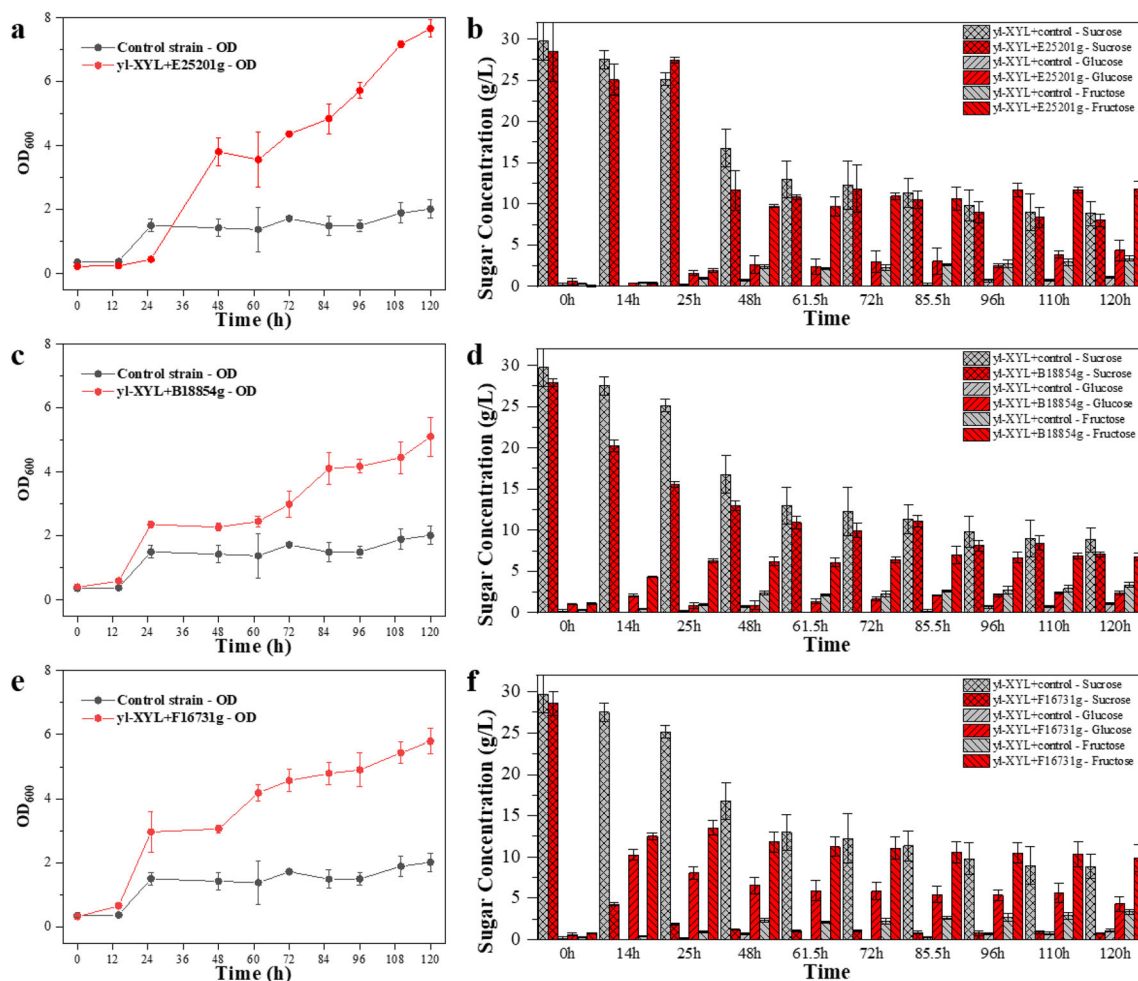 a
8
6
4
2
0
OD600
Control strain - OD
yl-XYL+E25201g - OD
0 12 24 36 48 60 72 84 96 108 120
Time (h)
b
30
25
20
15
10
5
0
Sugar Concentration (g/L)
yl-XYL+control - Sucrose
yl-XYL+E25201g - Sucrose
yl-XYL+control - Glucose
yl-XYL+E25201g - Glucose
yl-XYL+control - Fructose
yl-XYL+E25201g - Fructose
0h 14h 25h 48h 61.5h 72h 85.5h 96h 110h 120h
Time
c
8
6
4
2
0
OD600
Control strain - OD
yl-XYL+B18854g - OD
0 12 24 36 48 60 72 84 96 108 120
Time (h)
d
30
25
20
15
10
5
0
Sugar Concentration (g/L)
yl-XYL+control - Sucrose
yl-XYL+B18854g - Sucrose
yl-XYL+control - Glucose
yl-XYL+B18854g - Glucose
yl-XYL+control - Fructose
yl-XYL+B18854g - Fructose
0h 14h 25h 48h 61.5h 72h 85.5h 96h 110h 120h
Time
e
8
6
4
2
0
OD600
Control strain - OD
yl-XYL+F16731g - OD
0 12 24 36 48 60 72 84 96 108 120
Time (h)
f
30
25
20
15
10
5
0
Sugar Concentration (g/L)
yl-XYL+control - Sucrose
yl-XYL+F16731g - Sucrose
yl-XYL+control - Glucose
yl-XYL+F16731g - Glucose
yl-XYL+control - Fructose
yl-XYL+F16731g - Fructose
0h 14h 25h 48h 61.5h 72h 85.5h 96h 110h 120h
Time